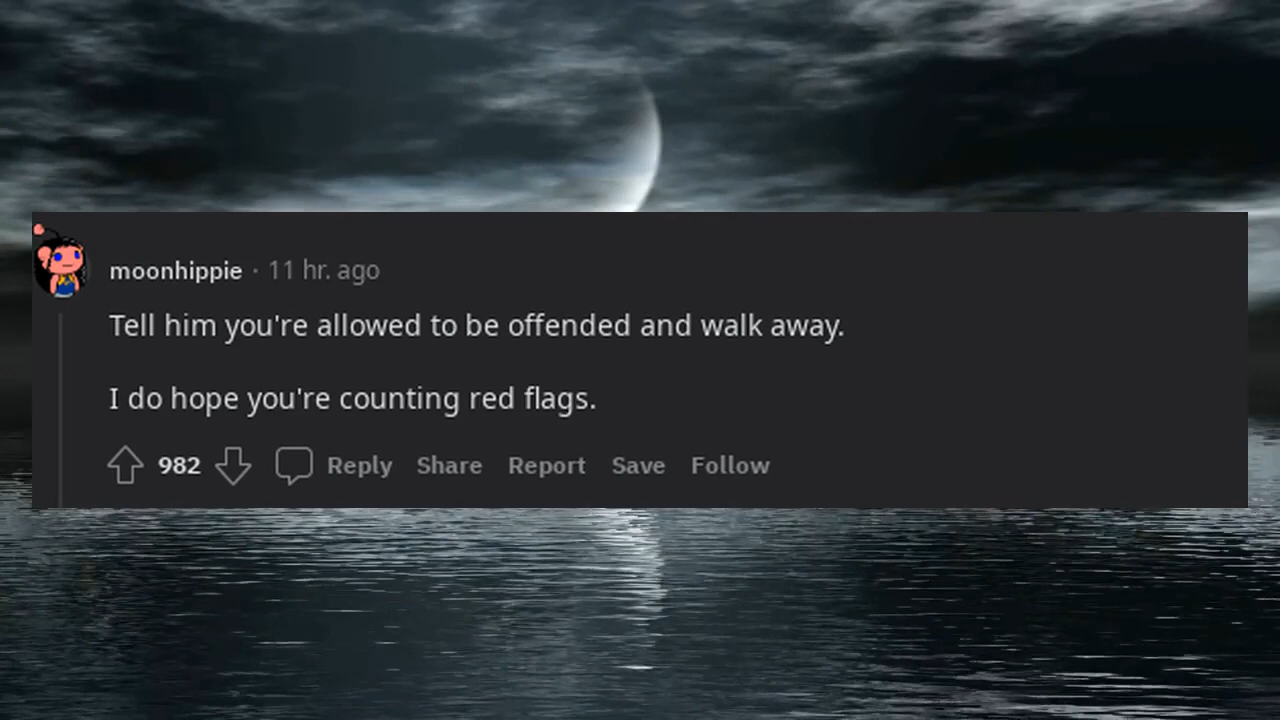 moonhippie · 11 hr. ago
Tell him you're allowed to be offended and walk away.
I do hope you're counting red flags.
982 Reply Share Report Save Follow